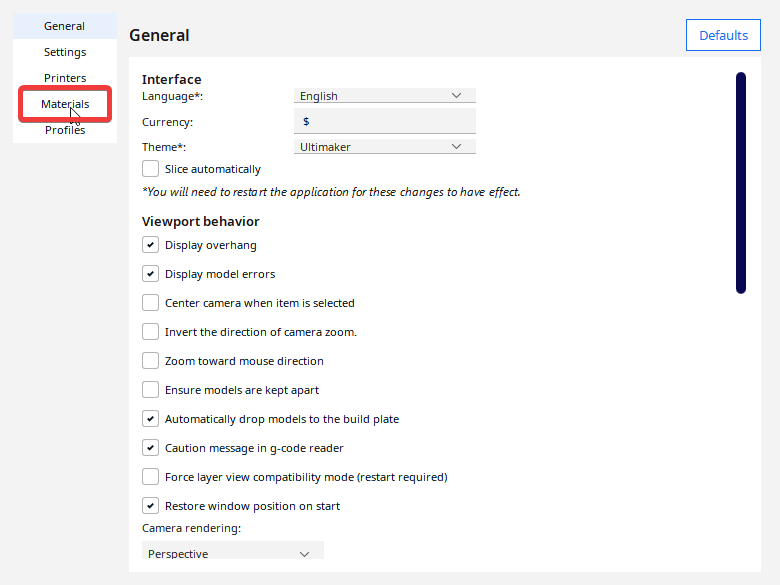 General
Settings
Printers
Materials
Profiles
General
Defaults
Interface
Language*: English
Currency: $
Theme*: Ultimaker
Slice automatically
*You will need to restart the application for these changes to have effect.
Viewport behavior
Display overhang
Display model errors
Center camera when item is selected
Invert the direction of camera zoom.
Zoom toward mouse direction
Ensure models are kept apart
Automatically drop models to the build plate
Caution message in g-code reader
Force layer view compatibility mode (restart required)
Restore window position on start
Camera rendering:
Perspective